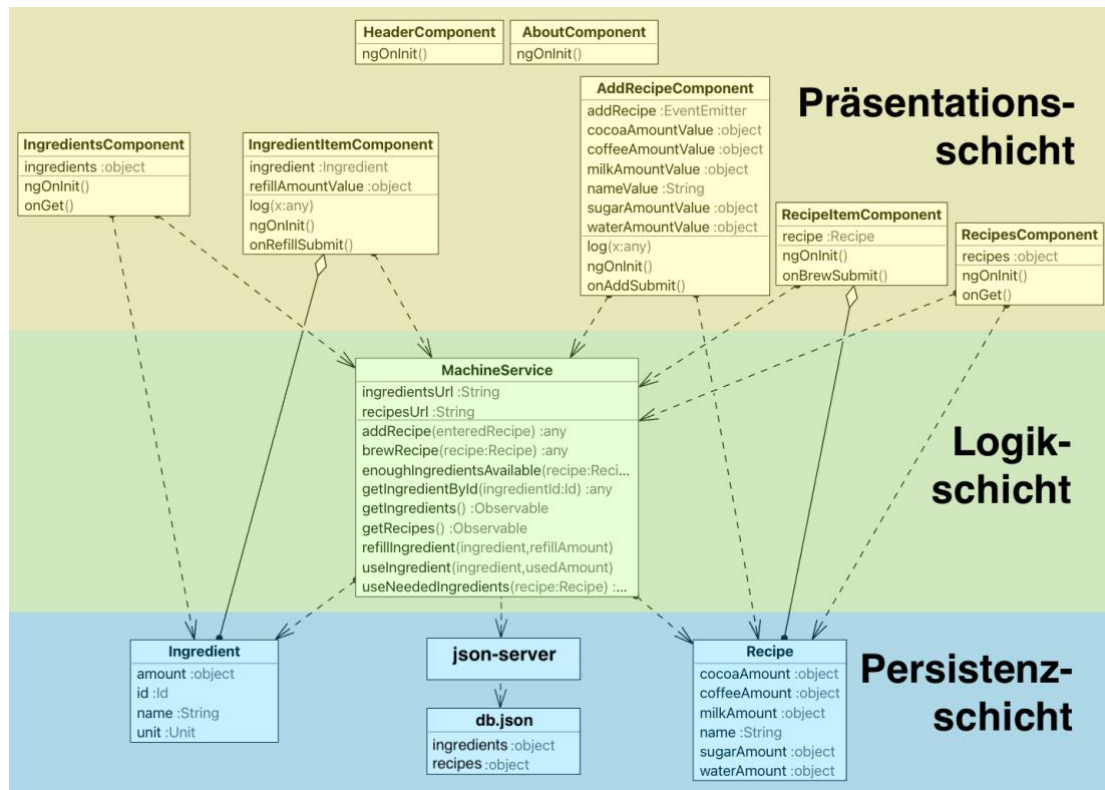 HeaderComponent
ngOnInit()
AboutComponent
ngOnInit()
AddRecipeComponent
addRecipe :EventEmitter
cocoaAmountValue :object
coffeeAmountValue :object
milkAmountValue :object
nameValue :String
sugarAmountValue :object
waterAmountValue :object
log(x:any)
ngOnInit()
onAddSubmit()
Präsentations-
schicht
IngredientsComponent
ingredients :object
ngOnInit()
onGet()
IngredientItemComponent
ingredient :Ingredient
refillAmountValue :object
log(x:any)
ngOnInit()
onRefillSubmit()
RecipeItemComponent
recipe :Recipe
ngOnInit()
onBrewSubmit()
RecipesComponent
recipes :object
ngOnInit()
onGet()
MachineService
ingredientsUrl :String
recipesUrl :String
addRecipe(enteredRecipe) :any
brewRecipe(recipe:Recipe) :any
enoughIngredientsAvailable(recipe:Reci...
getIngredientById(ingredientId:Id) :any
getIngredients() :Observable
getRecipes() :Observable
refillIngredient(ingredient,refillAmount)
useIngredient(ingredient,usedAmount)
useNeededIngredients(recipe:Recipe) :...
Logik-
schicht
Ingredient
amount :object
id :Id
name :String
unit :Unit
json-server
db.json
ingredients :object
recipes :object
Recipe
cocoaAmount :object
coffeeAmount :object
milkAmount :object
name :String
sugarAmount :object
waterAmount :object
Persistenz-
schicht